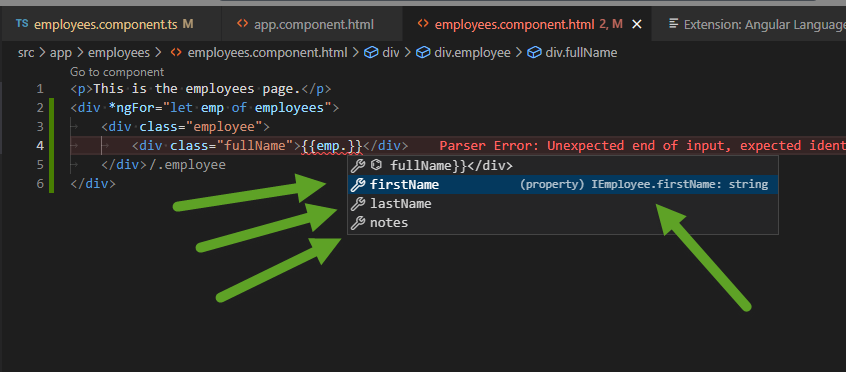 TS employees.component.ts M
<> app.component.html
<> employees.component.html 2, M ×
Extension: Angular Language
src > app > employees > <> employees.component.html > div > div.employee > div.fullName
Go to component
1 <p>This is the employees page.</p>
2 <div *ngFor="let emp of employees">
3 <div class="employee">
4 <div class="fullName">{{emp.}}</div> Parser Error: Unexpected end of input, expected ident
fullName}}</div>
firstName (property) IEmployee.firstName: string
lastName
notes
5 </div>/.employee
6 </div>